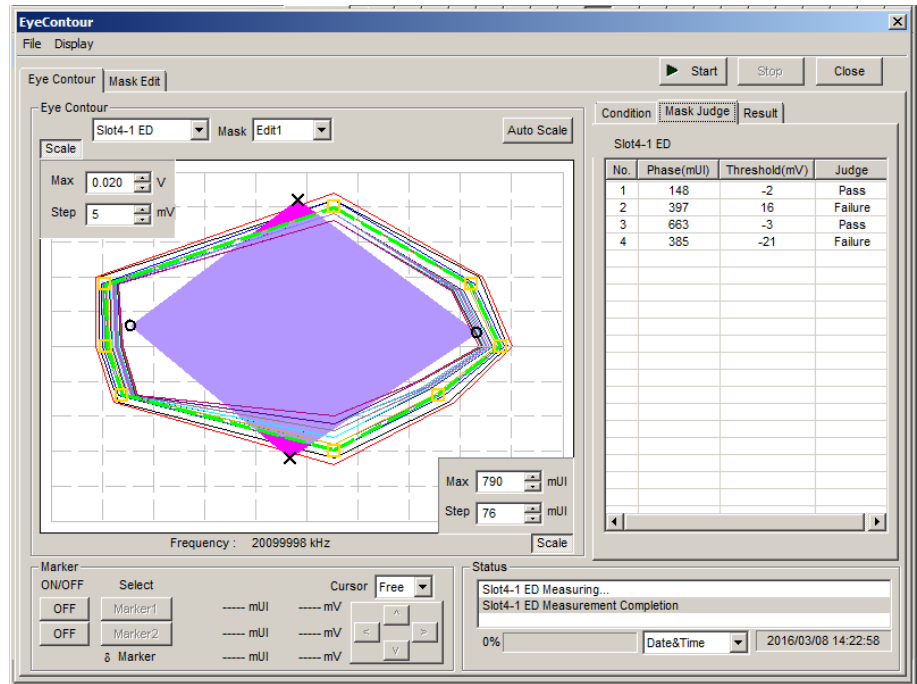 EyeContour
File Display
Start Stop Close
Eye Contour Mask Edit
Eye Contour
Slot4-1 ED Mask Edit1 Auto Scale
Scale
Max 0.020 V
Step 5 mV
Max 790 mUI
Step 76 mUI
Frequency : 20099998 kHz Scale
Condition Mask Judge Result
Slot4-1 ED
No. Phase(mUI) Threshold(mV) Judge
1 148 -2 Pass
2 397 16 Failure
3 663 -3 Pass
4 385 -21 Failure
Marker
ON/OFF Select Cursor Free
OFF Marker1 ----- mUI ----- mV
OFF Marker2 ----- mUI ----- mV
δ Marker ----- mUI ----- mV
Status
Slot4-1 ED Measuring...
Slot4-1 ED Measurement Completion
0% Date&Time 2016/03/08 14:22:58